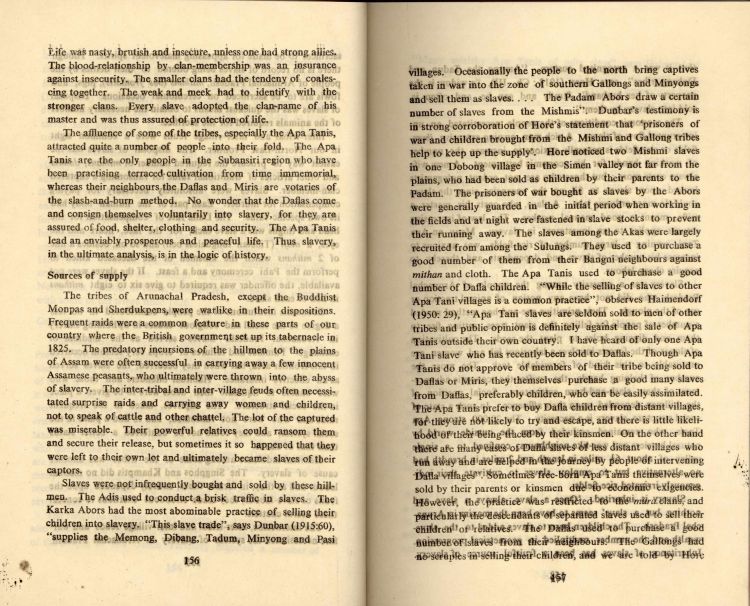 Life was nasty, brutish and insecure, unless one had strong allies.
The blood-relationship by clan-membership was an insurance
against insecurity. The smaller clans had the tendeny of coales-
cing together. The weak and meek had to identify with the
stronger clans. Every slave adopted the clan-name of his
master and was thus assured of protection of life.
The affluence of some of the tribes, especially the Apa Tanis,
attracted quite a number of people into their fold. The Apa
Tanis are the only people in the Subansiri region who have
been practising terraced cultivation from time immemorial,
whereas their neighbours the Daflas and Miris are votaries of
the slash-and-burn method. No wonder that the Daflas come
and consign themselves voluntarily into slavery, for they are
assured of food, shelter, clothing and security. The Apa Tanis
lead an enviably prosperous and peaceful life. Thus slavery,
in the ultimate analysis, is in the logic of history.
Sources of supply
The tribes of Arunachal Pradesh, except the Buddhist
Monpas and Sherdukpens, were warlike in their dispositions.
Frequent raids were a common feature in these parts of our
country where the British government set up its tabernacle in
1825. The predatory incursions of the hillmen to the plains
of Assam were often successful in carrying away a few innocent
Assamese peasants, who ultimately were thrown into the abyss
of slavery. The inter-tribal and inter-village feuds often necessi-
tated surprise raids and carrying away women and children,
not to speak of cattle and other chattel. The lot of the captured
was miserable. Their powerful relatives could ransom them
and secure their release, but sometimes it so happened that they
were left to their own lot and ultimately became slaves of their
captors.
Slaves were not infrequently bought and sold by these hill-
men. The Adis used to conduct a brisk traffic in slaves. The
Karka Abors had the most abominable practice of selling their
children into slavery. "This slave trade", says Dunbar (1915:60),
"supplies the Memong, Dibang, Tadum, Minyong and Pasi
156
villages. Occasionally the people to the north bring captives
taken in war into the zone of southern Gallongs and Minyongs
and sell them as slaves. ... The Padam Abors draw a certain
number of slaves from the Mishmis". Dunbar's testimony is
in strong corroboration of Hore's statement that "prisoners of
war and children brought from the Mishmi and Gallong tribes
help to keep up the supply". Hore noticed two Mishmi slaves
in one Dobong village in the Simen valley not far from the
plains, who had been sold as children by their parents to the
Padam. The prisoners of war bought as slaves by the Abors
were generally guarded in the initial period when working in
the fields and at night were fastened in slave stocks to prevent
their running away. The slaves among the Akas were largely
recruited from among the Sulungs. They used to purchase a
good number of them from their Bangni neighbours against
mithan and cloth. The Apa Tanis used to purchase a good
number of Dafla children. "While the selling of slaves to other
Apa Tani villages is a common practice", observes Haimendorf
(1950: 29), "Apa Tani slaves are seldom sold to men of other
tribes and public opinion is definitely against the sale of Apa
Tanis outside their own country. I have heard of only one Apa
Tani slave who has recently been sold to Daflas. Though Apa
Tanis do not approve of members of their tribe being sold to
Daflas or Miris, they themselves purchase a good many slaves
from Daflas, preferably children, who can be easily assimilated.
The Apa Tanis prefer to buy Dafla children from distant villages,
for they are not likely to try and escape, and there is little likeli-
hood of their being traced by their kinsmen. On the other hand
there are many cases of Dafla slaves of less distant villages who
run away and are helped in the journey by people of intervening
Dafla villages". Sometimes free-born Apa Tani themselves were
sold by their parents or kinsmen due to economic exigences.
However, the practice was restricted to the mura clans, and
particularly the descendants of separated slaves used to sell their
children or relatives. The Daflas used to purchase a good
number of slaves from their neighbours. The Gallongs had
no scruples in selling their children, and we are told by Hore
157